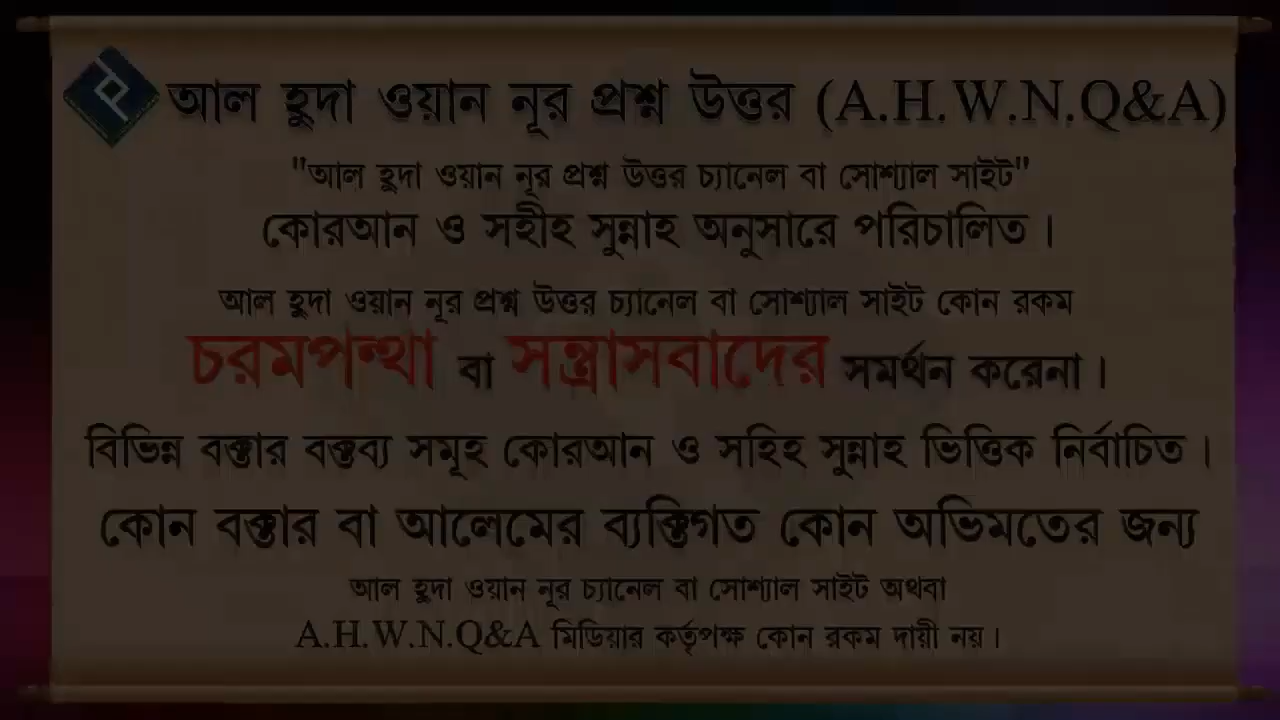 আল হুদা ওয়ান নূর প্রশ্ন উত্তর (A.H.W.N.Q&A)
"আল হুদা ওয়ান নূর প্রশ্ন উত্তর চ্যানেল বা সোশ্যাল সাইট"
কোরআন ও সহীহ সুন্নাহ অনুসারে পরিচালিত।
আল হুদা ওয়ান নূর প্রশ্ন উত্তর চ্যানেল বা সোশ্যাল সাইট কোন রকম
চরমপন্থা বা সন্ত্রাসবাদের সমর্থন করেনা।
বিভিন্ন বক্তার বক্তব্য সমূহ কোরআন ও সহিহ সুন্নাহ ভিত্তিক নির্বাচিত।
কোন বক্তার বা আলেমের ব্যক্তিগত কোন অভিমতের জন্য
আল হুদা ওয়ান নূর চ্যানেল বা সোশ্যাল সাইট অথবা
A.H.W.N.Q&A মিডিয়ার কর্তৃপক্ষ কোন রকম দায়ী নয়।